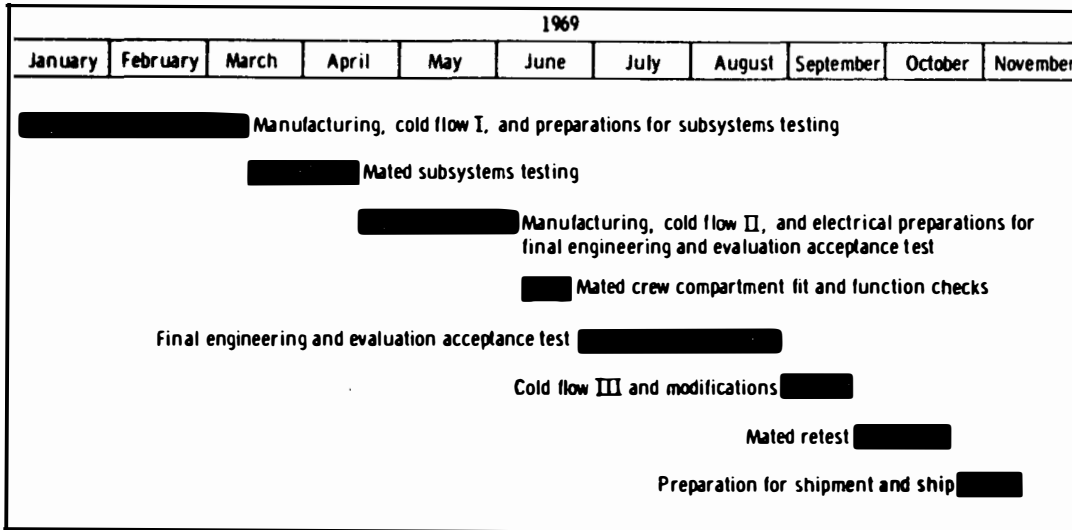 1969
January February March April May June July August September October November
Manufacturing, cold flow I, and preparations for subsystems testing
Mated subsystems testing
Manufacturing, cold flow II, and electrical preparations for
final engineering and evaluation acceptance test
Mated crew compartment fit and function checks
Final engineering and evaluation acceptance test
Cold flow III and modifications
Mated retest
Preparation for shipment and ship